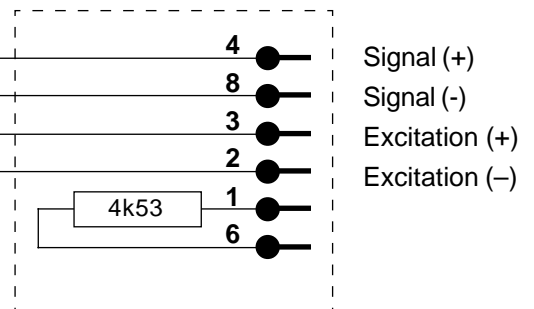 4 Signal (+)
8 Signal (-)
3 Excitation (+)
2 Excitation (–)
4k53 1
6